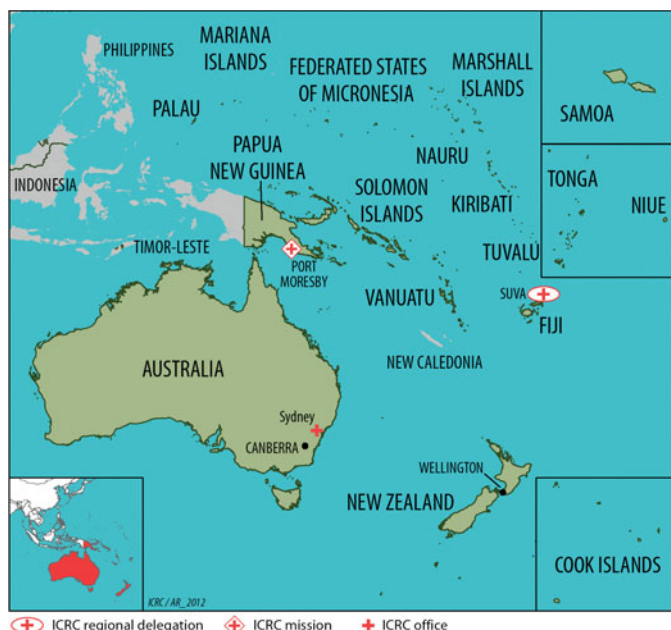 PHILIPPINES
MARIANA
ISLANDS
FEDERATED STATES
OF MICRONESIA
MARSHALL
ISLANDS
PALAU
SAMOA
PAPUA
NEW GUINEA
NAURU
INDONESIA
SOLOMON
ISLANDS
KIRIBATI
TONGA
NIUE
TIMOR-LESTE
PORT
MORESBY
TUVALU
VANUATU
SUVA
FIJI
NEW CALEDONIA
AUSTRALIA
Sydney
CANBERRA
WELLINGTON
NEW ZEALAND
COOK ISLANDS
ICRC / AR_2012
ICRC regional delegation
ICRC mission
ICRC office